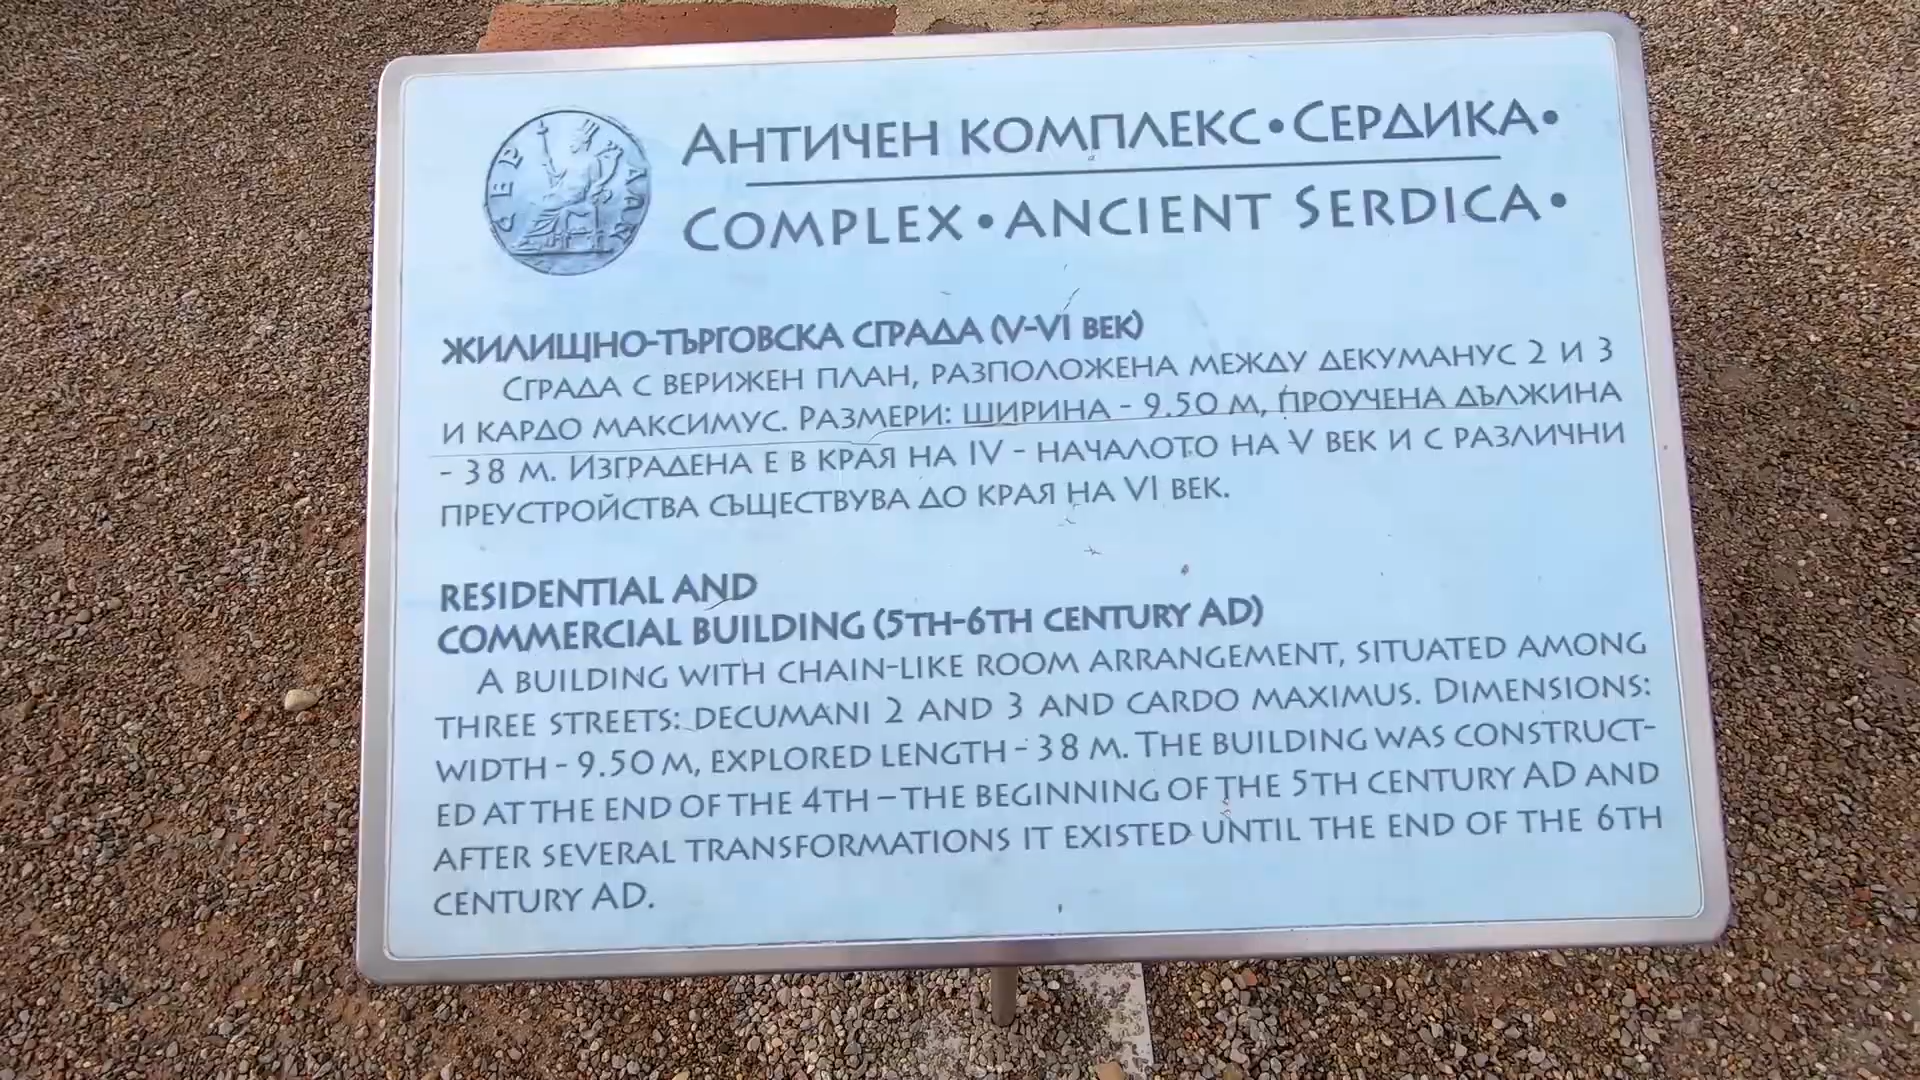 АНТИЧЕН КОМПЛЕКС•СЕРДИКА•
COMPLEX•ANCIENT SERDICA•
ЖИЛИЩНО-ТЪРГОВСКА СГРАДА (V-VI ВЕК)
СГРАДА С ВЕРИЖЕН ПЛАН, РАЗПОЛОЖЕНА МЕЖДУ ДЕКУМАНУС 2 И 3
И КАРДО МАКСИМУС. РАЗМЕРИ: ШИРИНА - 9.50 М, ПРОУЧЕНА ДЪЛЖИНА
- 38 М. ИЗГРАДЕНА Е В КРАЯ НА IV - НАЧАЛОТО НА V ВЕК И С РАЗЛИЧНИ
ПРЕУСТРОЙСТВА СЪЩЕСТВУВА ДО КРАЯ НА VI ВЕК.
RESIDENTIAL AND
COMMERCIAL BUILDING (5TH-6TH CENTURY AD)
A BUILDING WITH CHAIN-LIKE ROOM ARRANGEMENT, SITUATED AMONG
THREE STREETS: DECUMANI 2 AND 3 AND CARDO MAXIMUS. DIMENSIONS:
WIDTH - 9.50 M, EXPLORED LENGTH - 38 M. THE BUILDING WAS CONSTRUCT-
ED AT THE END OF THE 4TH – THE BEGINNING OF THE 5TH CENTURY AD AND
AFTER SEVERAL TRANSFORMATIONS IT EXISTED UNTIL THE END OF THE 6TH
CENTURY AD.